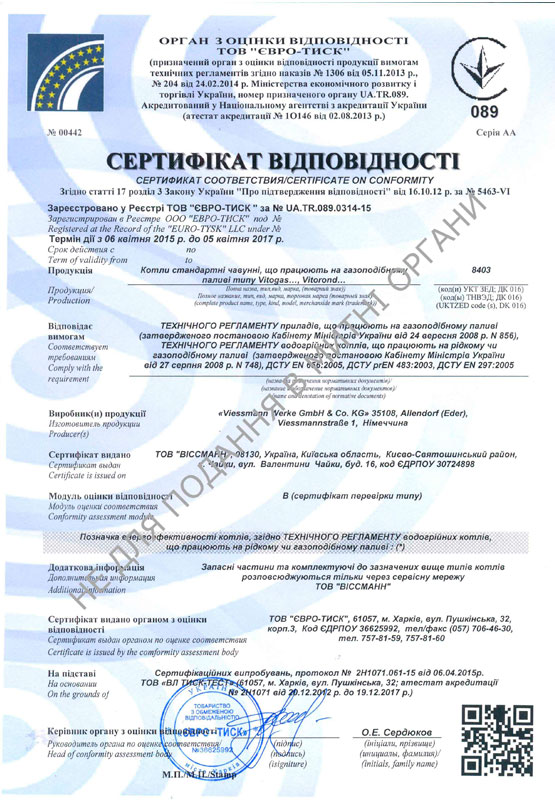 ОРГАН З ОЦІНКИ ВІДПОВІДНОСТІ
ТОВ "ЄВРО-ТИСК"
(призначений орган з оцінки відповідності продукції вимогам
технічних регламентів згідно наказів № 1306 від 05.11.2013 р.,
№ 204 від 24.02.2014 р. Міністерства економічного розвитку і
торгівлі України, номер призначеного органу UA.TR.089.
Акредитований у Національному агентстві з акредитації України
(атестат акредитації № 1О146 від 02.08.2013 р.)
089
№ 00442
Серія АА
СЕРТИФІКАТ ВІДПОВІДНОСТІ
СЕРТИФИКАТ СООТВЕТСТВИЯ/CERTIFICATE ON CONFORMITY
Згідно статті 17 розділ 3 Закону України "Про підтвердження відповідності" від 16.10.12 р. за № 5463-VI
Зареєстровано у Реєстрі ТОВ "ЄВРО-ТИСК" за № UA.TR.089.0314-15
Зарегистрирован в Реестре ООО "ЕВРО-ТИСК" под №
Registered at the Record of the "EURO-TYSK" LLC under №
Термін дії з 06 квітня 2015 р. до 05 квітня 2017 р.
Срок действия с по
Term of validity from to
Продукція
Котли стандартні чавунні, що працюють на газоподібному
паливі типу Vitogas…, Vitorond…
8403
Продукция/
Production
Повна назва, тип, вид, марка, (товарний знак)/
Полное название, тип, вид, марка, торговая марка (товарный знак)/
(complete product name, type, kind, model, merchandise mark (trademark))
(код(и) УКТ ЗЕД; ДК 016)
(код(ы) ТНВЭД; ДК 016)
(UKTZED code (s), DK 016)
Відповідає
вимогам
Соответствует
требованиям
Comply with the
requirement
ТЕХНІЧНОГО РЕГЛАМЕНТУ приладів, що працюють на газоподібному паливі
(затвердженого постановою Кабінету Міністрів України від 24 вересня 2008 р. N 856),
ТЕХНІЧНОГО РЕГЛАМЕНТУ водогрійних котлів, що працюють на рідкому чи
газоподібному паливі (затвердженого постановою Кабінету Міністрів України
від 27 серпня 2008 р. N 748), ДСТУ EN 656:2005, ДСТУ prEN 483:2003, ДСТУ EN 297:2005
(назва та позначення нормативних документів)/
(название и обозначение нормативных документов)/
(name and denotation of normative documents)
Виробник(и) продукції
Изготовитель продукции
Producer(s)
«Viessmann Werke GmbH & Co. KG» 35108, Allendorf (Eder),
Viessmannstraße 1, Німеччина
Сертифікат видано
Сертификат выдан
Certificate is issued on
ТОВ "ВІССМАНН", 08130, Україна, Київська область, Києво-Святошинський район,
с. Чайки, вул. Валентини Чайки, буд. 16, код ЄДРПОУ 30724898
Модуль оцінки відповідності
Модуль оценки соответствия
Conformity assessment module
В (сертифікат перевірки типу)
Позначка енергоефективності котлів, згідно ТЕХНІЧНОГО РЕГЛАМЕНТУ водогрійних котлів,
що працюють на рідкому чи газоподібному паливі : (*)
Додаткова інформація
Дополнительная информация
Additional information
Запасні частини та комплектуючі до зазначених вище типів котлів
розповсюджуються тільки через сервісну мережу
ТОВ "ВІССМАНН"
Сертифікат видано органом з оцінки
відповідності
Сертификат выдан органом по оценке соответствия
Certificate is issued by the conformity assessment body
ТОВ "ЄВРО-ТИСК", 61057, м. Харків, вул. Пушкінська, 32,
корп.3, Код ЄДРПОУ 36625992, тел/факс (057) 706-46-30,
тел. 757-81-59, 757-81-60
На підставі
На основании
On the grounds of
Сертифікаційних випробувань, протокол № 2Н1071.061-15 від 06.04.2015р.
ТОВ «ВЛ ТИСК-ТЕСТ» (61057, м. Харків, вул. Пушкінська, 32; атестат акредитації
№ 2Н1071 від 20.12.2012 р. до 19.12.2017 р.)
Керівник органу з оцінки відповідності
Руководитель органа по оценке соответствия/
Head of conformity assessment body
(підпис)
(подпись)
(isigniture)
О.Е. Сердюков
(ініціали, прізвище)
(инициалы, фамилия)/
(initials, family name)
М.П./М.П./Stamp
УКРАЇНА
ТОВАРИСТВО
З ОБМЕЖЕНОЮ
ВІДПОВІДАЛЬНІСТЮ
«ЄВРО-ТИСК»
№36625992
НЕ ДЛЯ ПОДАННЯ В МИТНІ ОРГАНИ